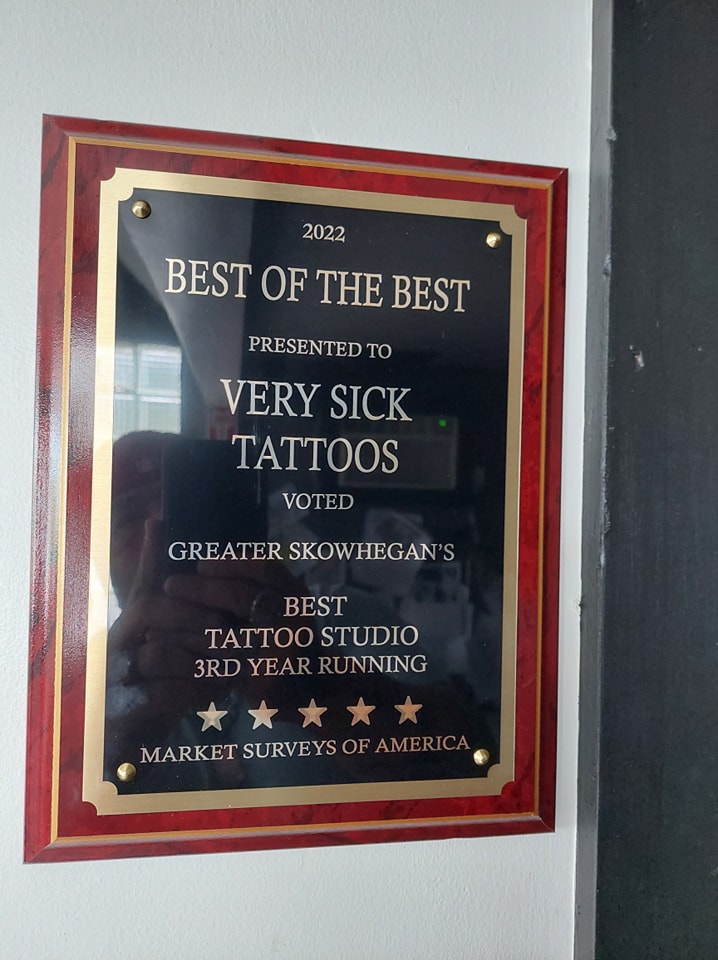 2022
BEST OF THE BEST
PRESENTED TO
VERY SICK
TATTOOS
VOTED
GREATER SKOWHEGAN'S
BEST
TATTOO STUDIO
3RD YEAR RUNNING
MARKET SURVEYS OF AMERICA